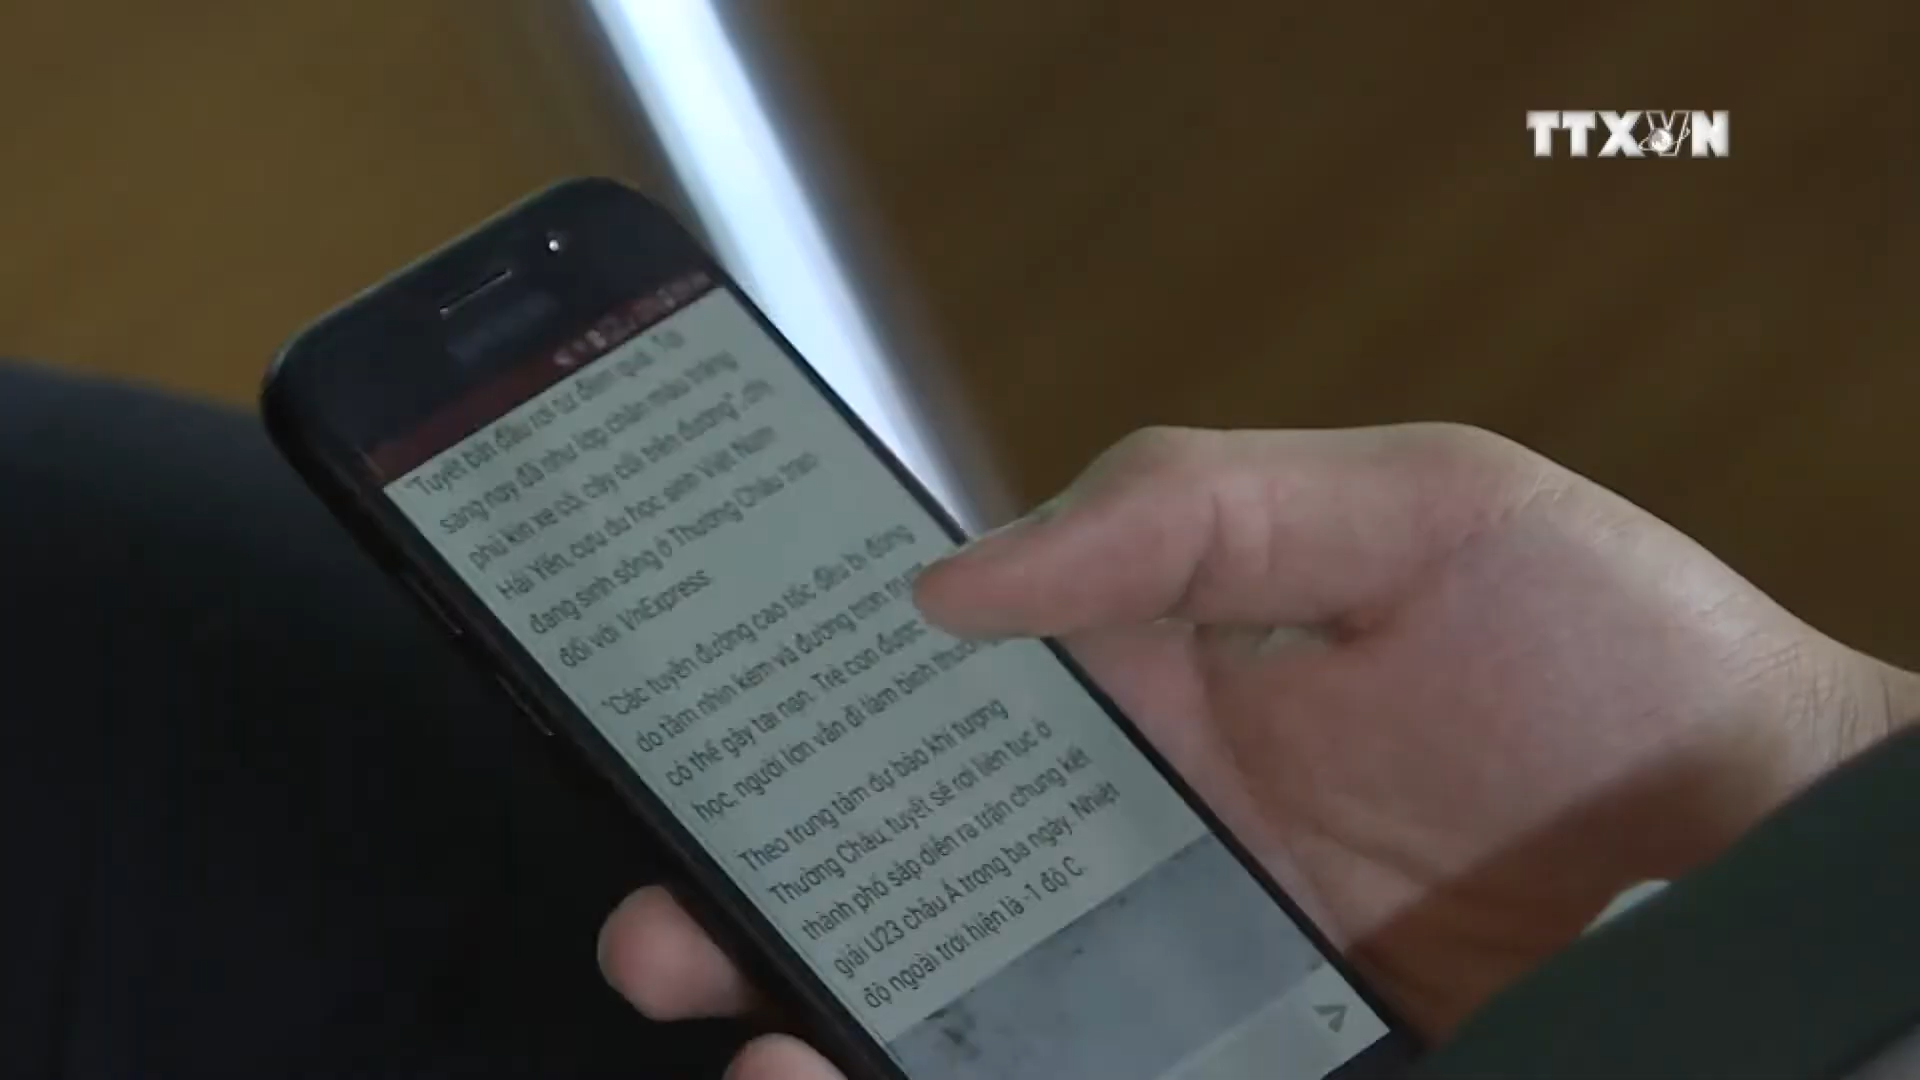 TTXVN
"Tuyết bắt đầu rơi từ đêm qua. Tới
sáng nay đã như lớp chăn màu trắng
phủ kín xe cộ, cây cối trên đường", chị
Hải Yến, cựu du học sinh Việt Nam
đang sinh sống ở Thường Châu trao
đổi với VnExpress.
"Các tuyến đường cao tốc đều bị đóng
do tầm nhìn kém và đường trơn trượt
có thể gây tai nạn. Trẻ con được
học, người lớn vẫn đi làm bình thường
Theo trung tâm dự báo khí tượng
Thường Châu, tuyết sẽ rơi liên tục ở
thành phố sắp diễn ra trận chung kết
giải U23 châu Á trong ba ngày. Nhiệt
độ ngoài trời hiện là -1 độ C.